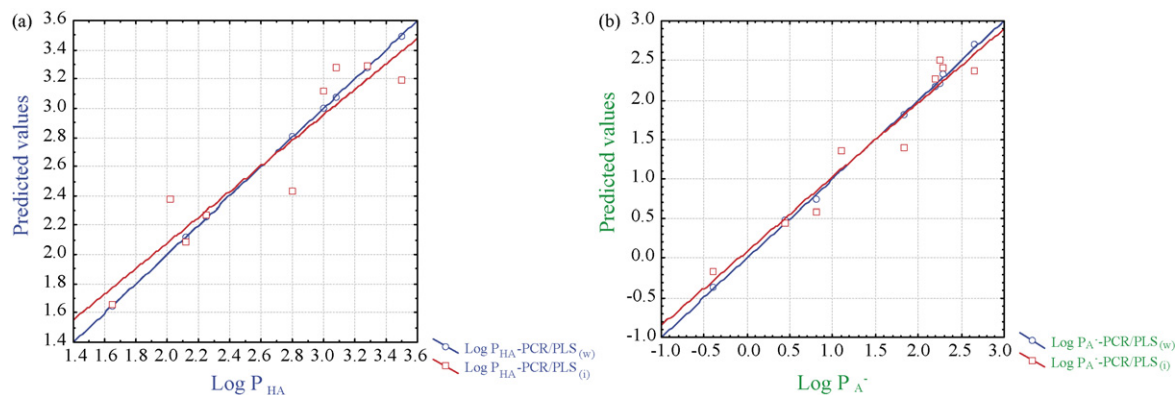 (a)
3.6
3.4
3.2
3.0
2.8
2.6
2.4
2.2
2.0
1.8
1.6
1.4
Predicted values
1.4 1.6 1.8 2.0 2.2 2.4 2.6 2.8 3.0 3.2 3.4 3.6
Log P HA
Log P HA-PCR/PLS (w)
Log P HA-PCR/PLS (i)
(b)
3.0
2.5
2.0
1.5
1.0
0.5
0.0
-0.5
-1.0
Predicted values
-1.0 -0.5 0.0 0.5 1.0 1.5 2.0 2.5 3.0
Log P A-
Log P A--PCR/PLS (w)
Log P A--PCR/PLS (i)